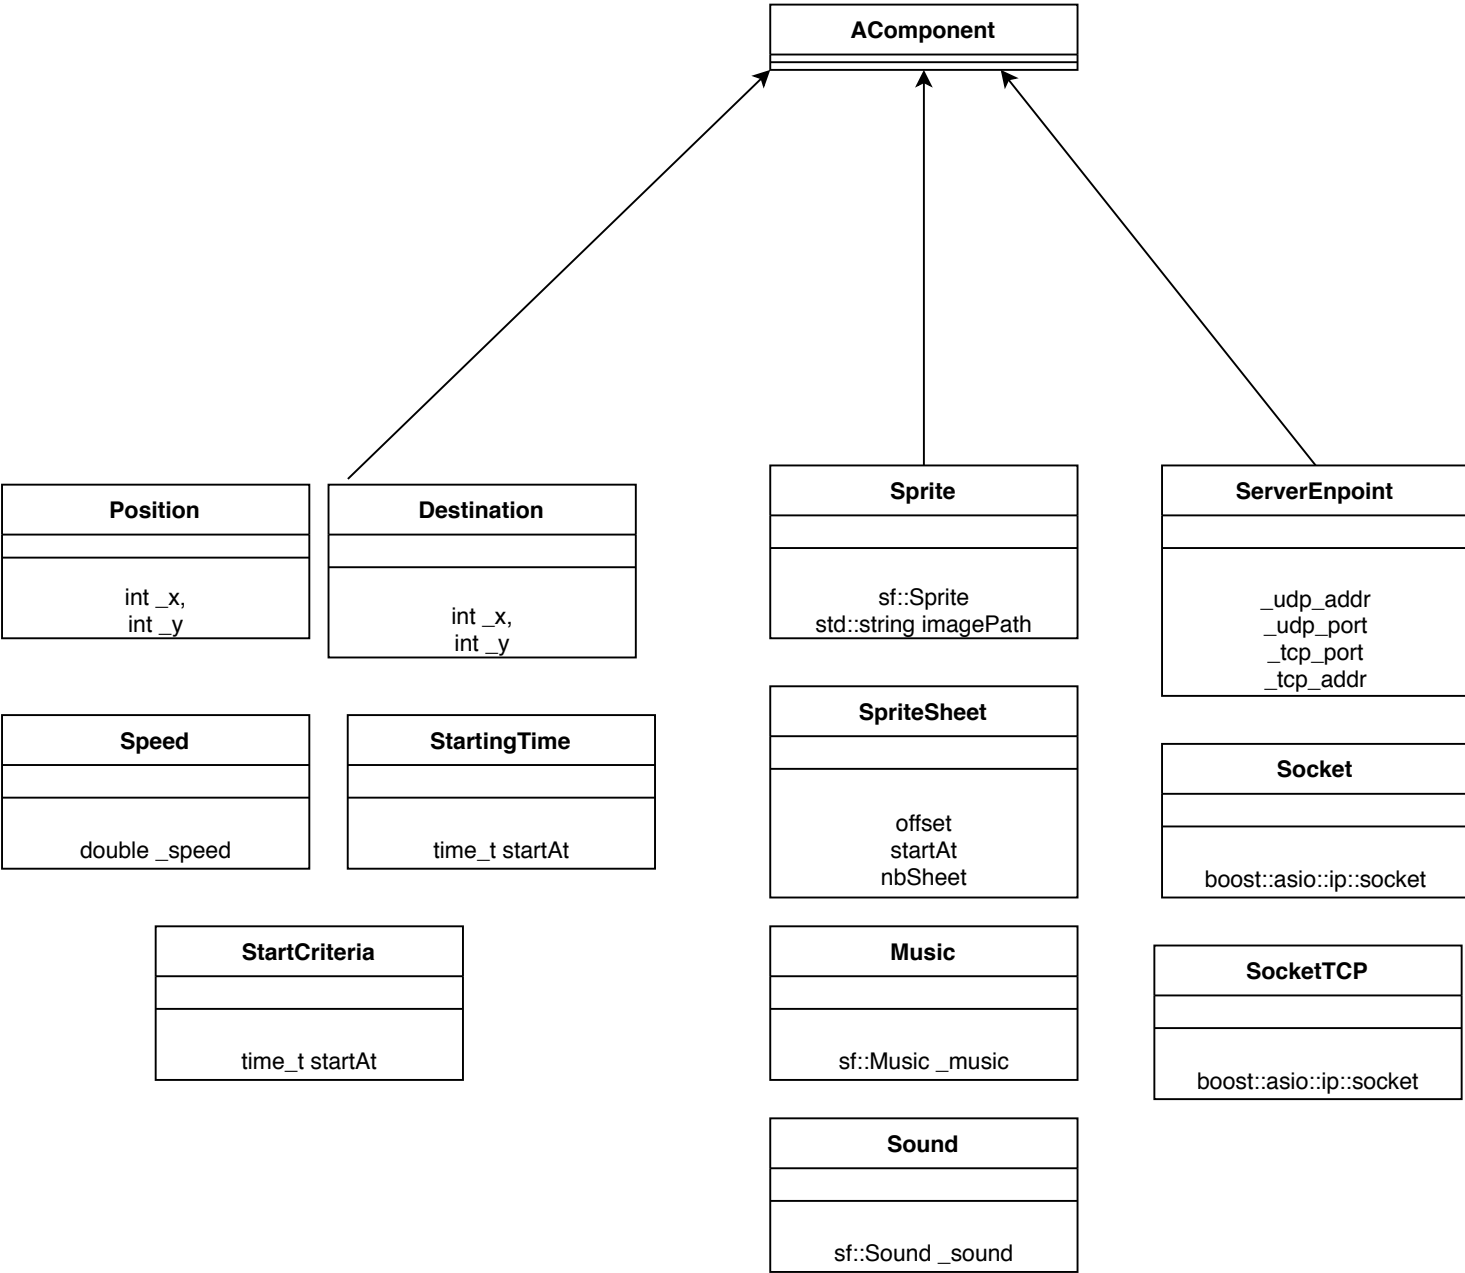 AComponent
Position
int _x,
int _y
Destination
int _x,
int _y
Sprite
sf::Sprite
std::string imagePath
ServerEnpoint
_udp_addr
_udp_port
_tcp_port
_tcp_addr
Speed
double _speed
StartingTime
time_t startAt
SpriteSheet
offset
startAt
nbSheet
Socket
boost::asio::ip::socket
StartCriteria
time_t startAt
Music
sf::Music _music
SocketTCP
boost::asio::ip::socket
Sound
sf::Sound _sound